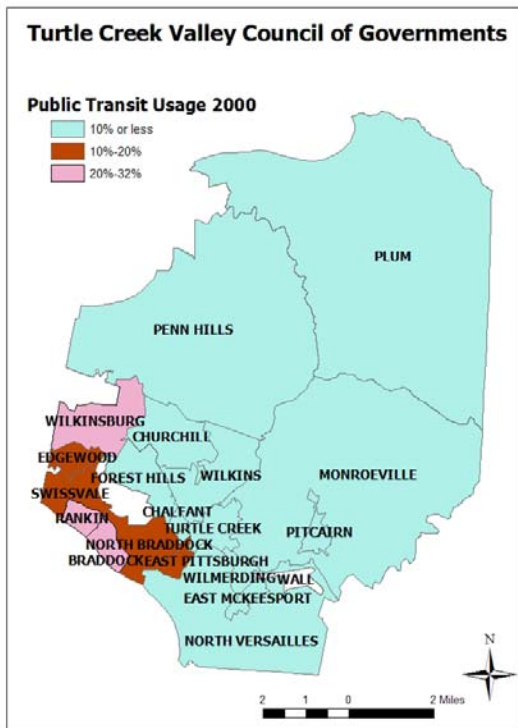 Turtle Creek Valley Council of Governments
Public Transit Usage 2000
10% or less
10%-20%
20%-32%
PLUM
PENN HILLS
WILKINSBURG
CHURCHILL
EDGEWOOD
FOREST HILLS
WILKINS
MONROEVILLE
SWISSVALE
CHALFANT
RANKIN
TURTLE CREEK
PITCAIRN
NORTH BRADDOCK
BRADDOCK
EAST PITTSBURGH
WILMERDING
WALL
EAST MCKEESPORT
NORTH VERSAILLES
N
2 1 0 2 Miles